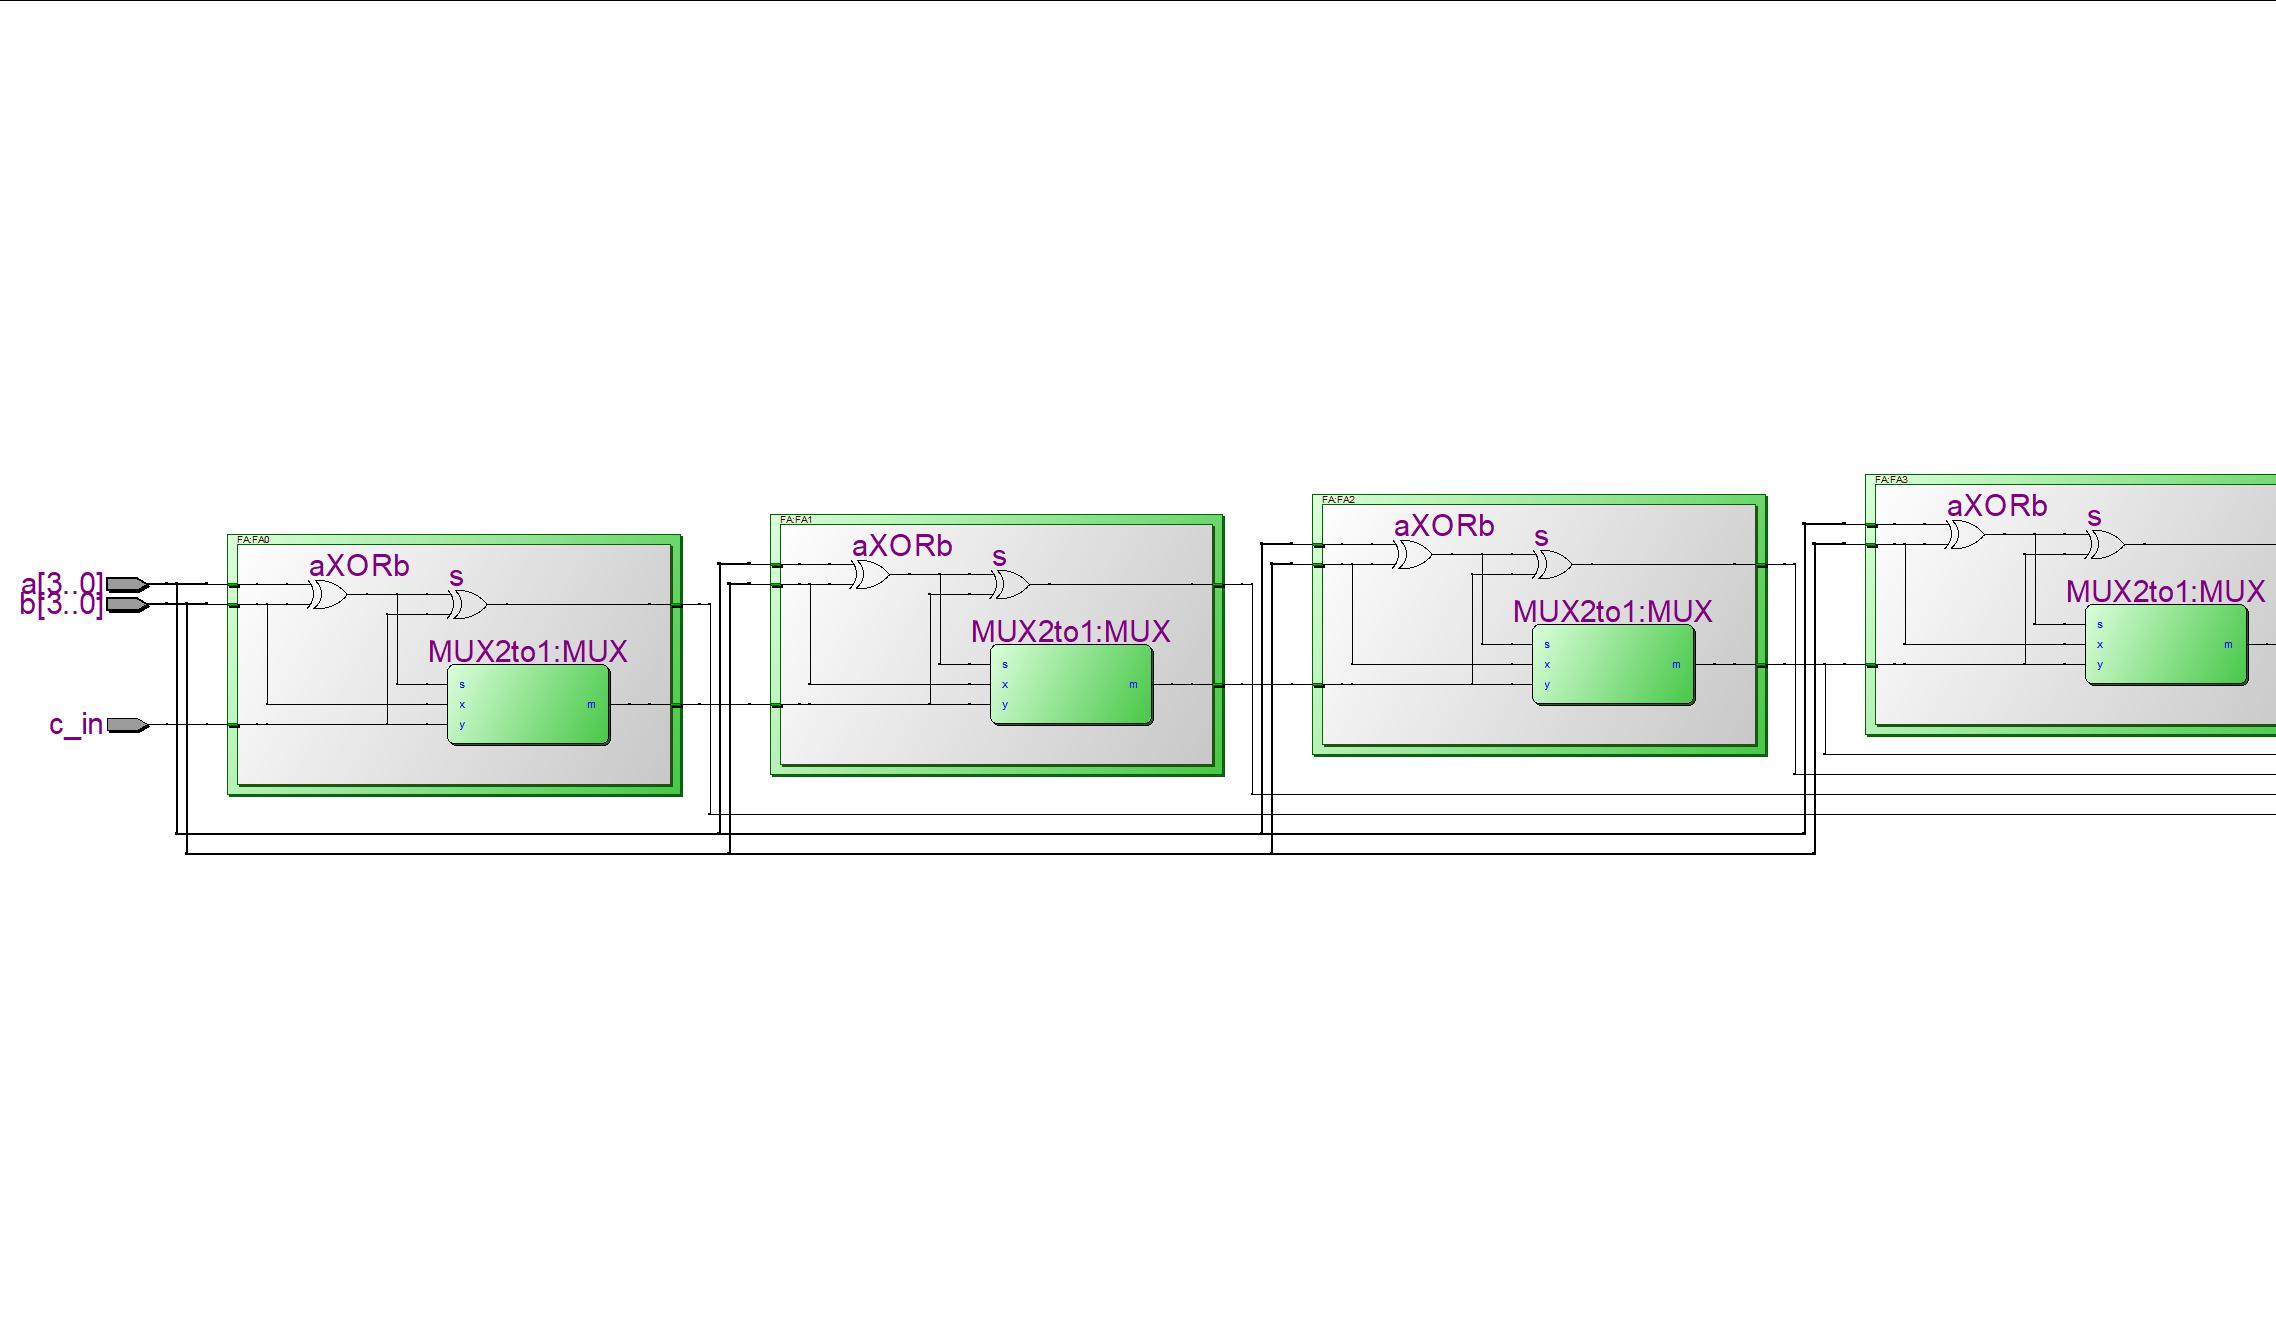 FA:FA0
aXORb
s
MUX2to1:MUX
s
x
y
m
a[3..0]
b[3..0]
c_in
FA:FA1
aXORb
s
MUX2to1:MUX
s
x
y
m
FA:FA2
aXORb
s
MUX2to1:MUX
s
x
y
m
FA:FA3
aXORb
s
MUX2to1:MUX
s
x
y
m